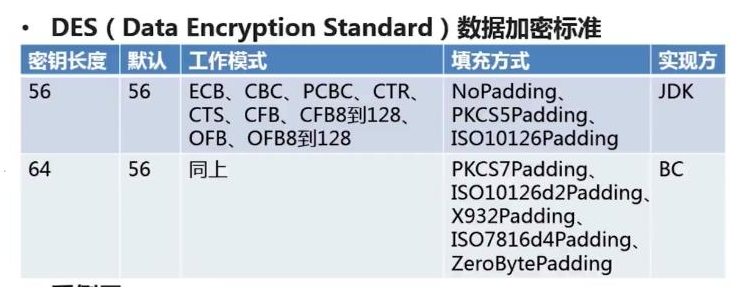 • DES（Data Encryption Standard）数据加密标准
密钥长度 默认 工作模式 填充方式 实现方
56 56 ECB、CBC、PCBC、CTR、 NoPadding、 JDK
CTS、CFB、CFB8到128、 PKCS5Padding、
OFB、OFB8到128 ISO10126Padding
64 56 同上 PKCS7Padding、 BC
ISO10126d2Padding、
X932Padding、
ISO7816d4Padding、
ZeroBytePadding